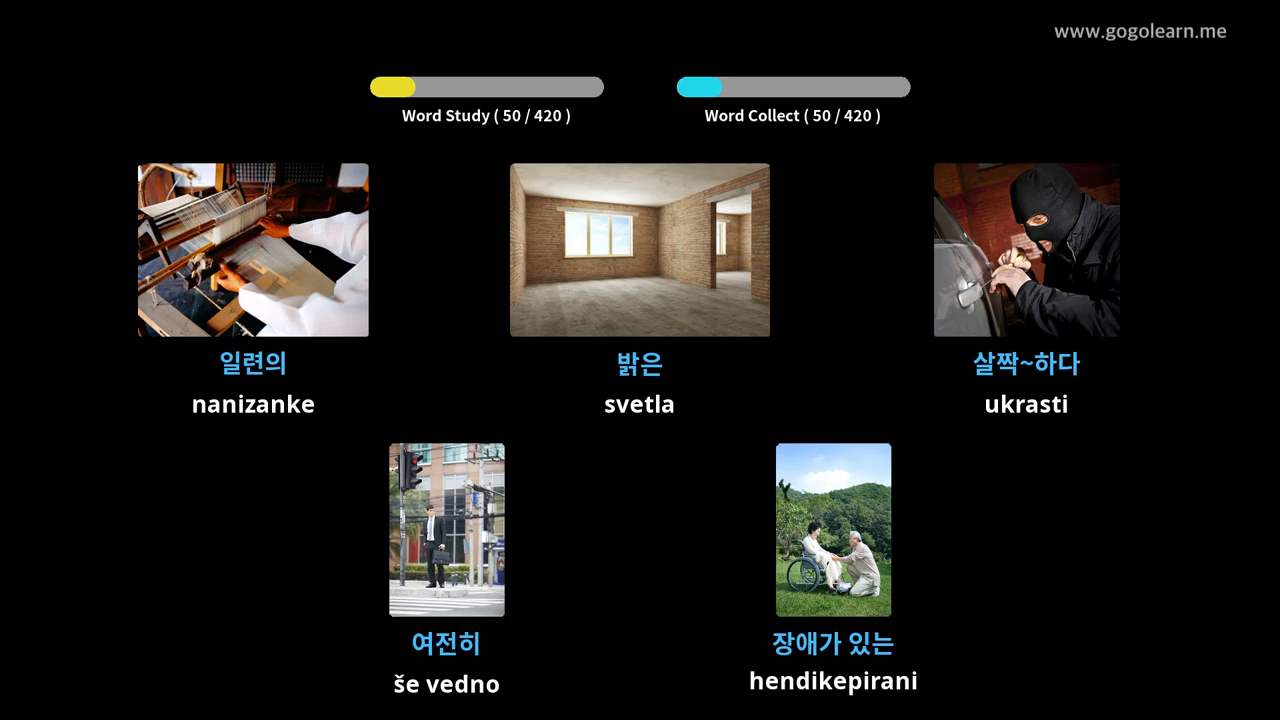 www.gogolearn.me
Word Study ( 50 / 420 )
Word Collect ( 50 / 420 )
일련의
밝은
살짝~하다
nanizanke
svetla
ukrasti
여전히
장애가 있는
še vedno
hendikepirani